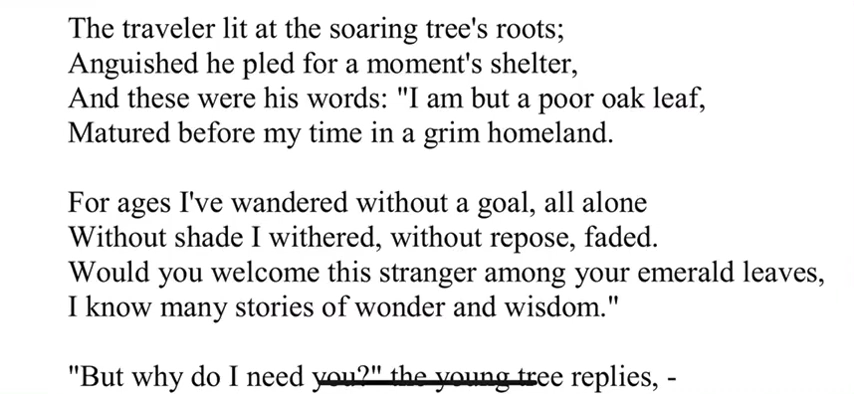 The traveler lit at the soaring tree's roots;
Anguished he pled for a moment's shelter,
And these were his words: "I am but a poor oak leaf,
Matured before my time in a grim homeland.
For ages I've wandered without a goal, all alone
Without shade I withered, without repose, faded.
Would you welcome this stranger among your emerald leaves,
I know many stories of wonder and wisdom."
"But why do I need you?" the young tree replies, -